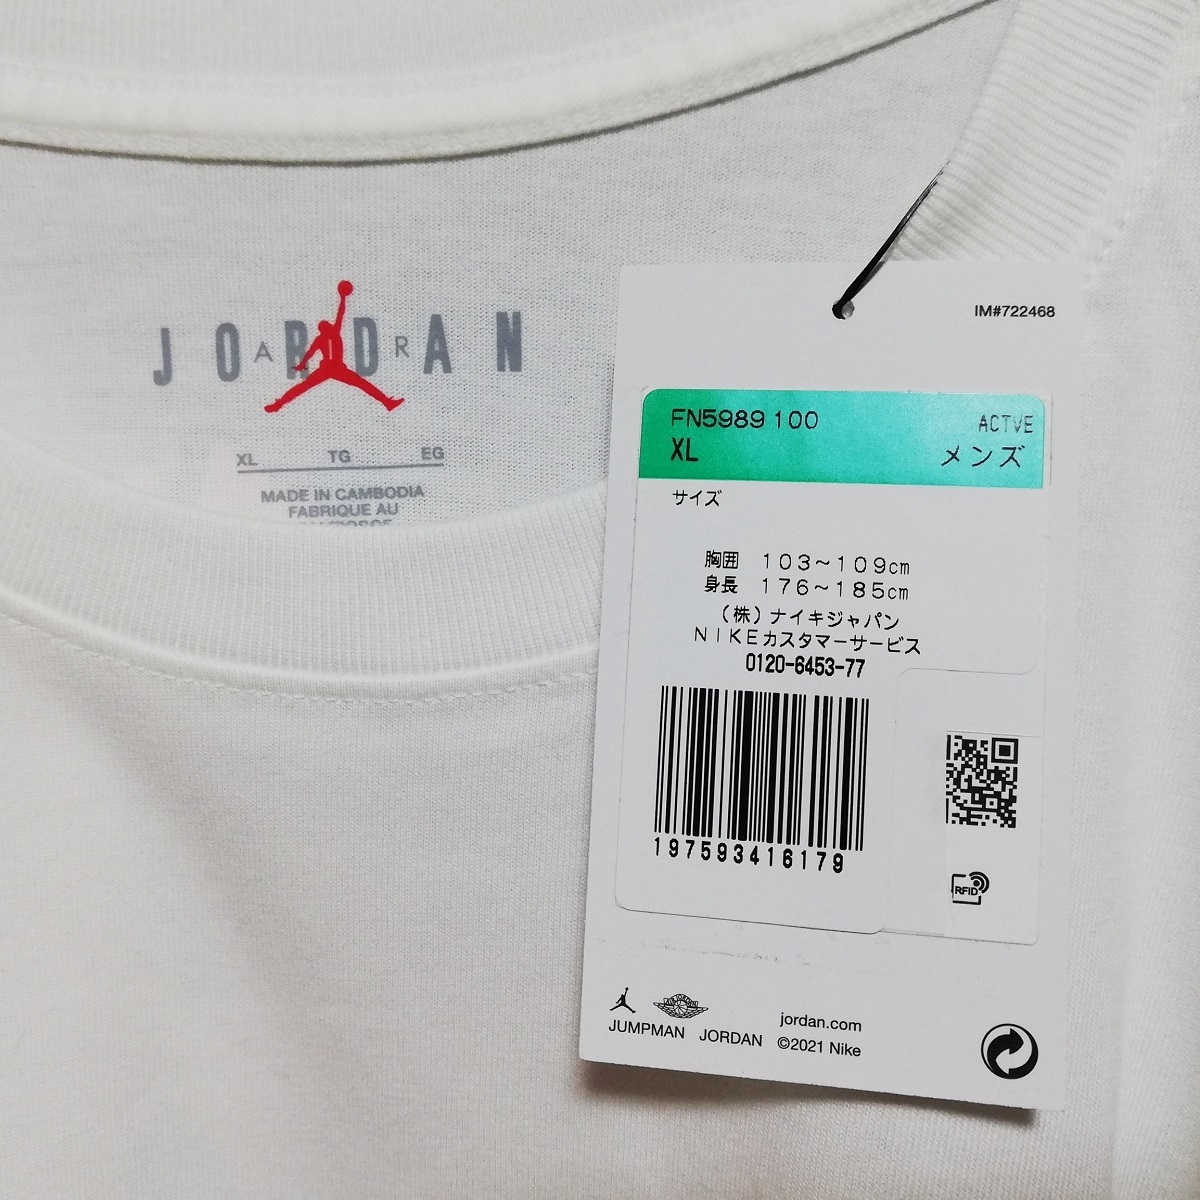 JORDAN
AIR
XL TG EG
MADE IN CAMBODIA
FABRIQUE AU
IM#722468
FN5989 100 ACTVE
XL メンズ
サイズ
胸囲 103~109cm
身長 176~185cm
(株)ナイキジャパン
NIKEカスタマーサービス
0120-6453-77
197593416179
RFID
AIR JORDAN
JUMPMAN JORDAN
jordan.com
©2021 Nike